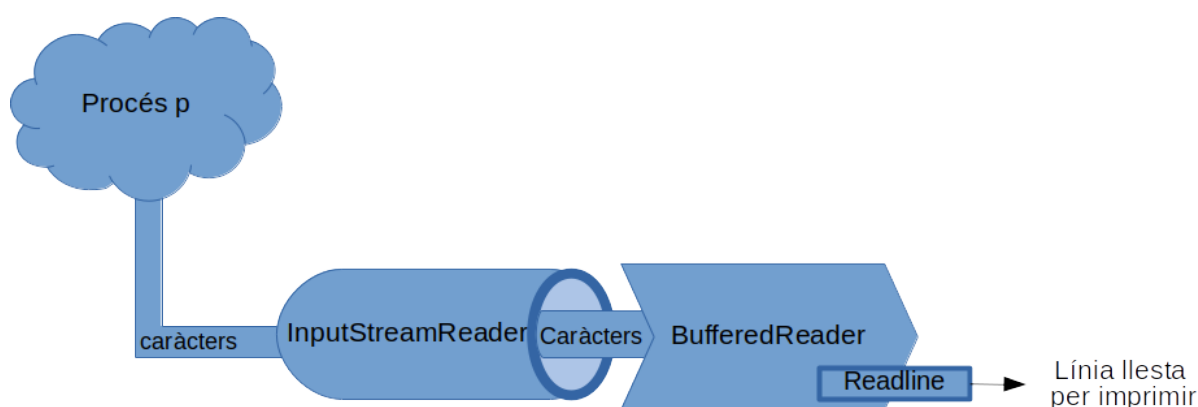 Procés p
caràcters
InputStreamReader
Caràcters
BufferedReader
Readline
Línia llesta
per imprimir